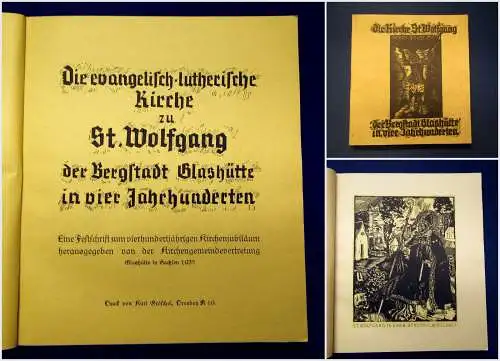 Die evangelisch-lutherische
Kirche
zu
St. Wolfgang
der Bergstadt Glashütte
in vier Jahrhunderten
Eine Festschrift zum vierhundertjährigen Kirchenjubiläum
herausgegeben von der Kirchengemeindevertretung
Glashütte in Sachsen 1935
Druck von Karl Dresden A
Die Kirche St. Wolfgang
der Bergstadt Glashütte
in vier Jahrhunderten
ST. WOLFGANG